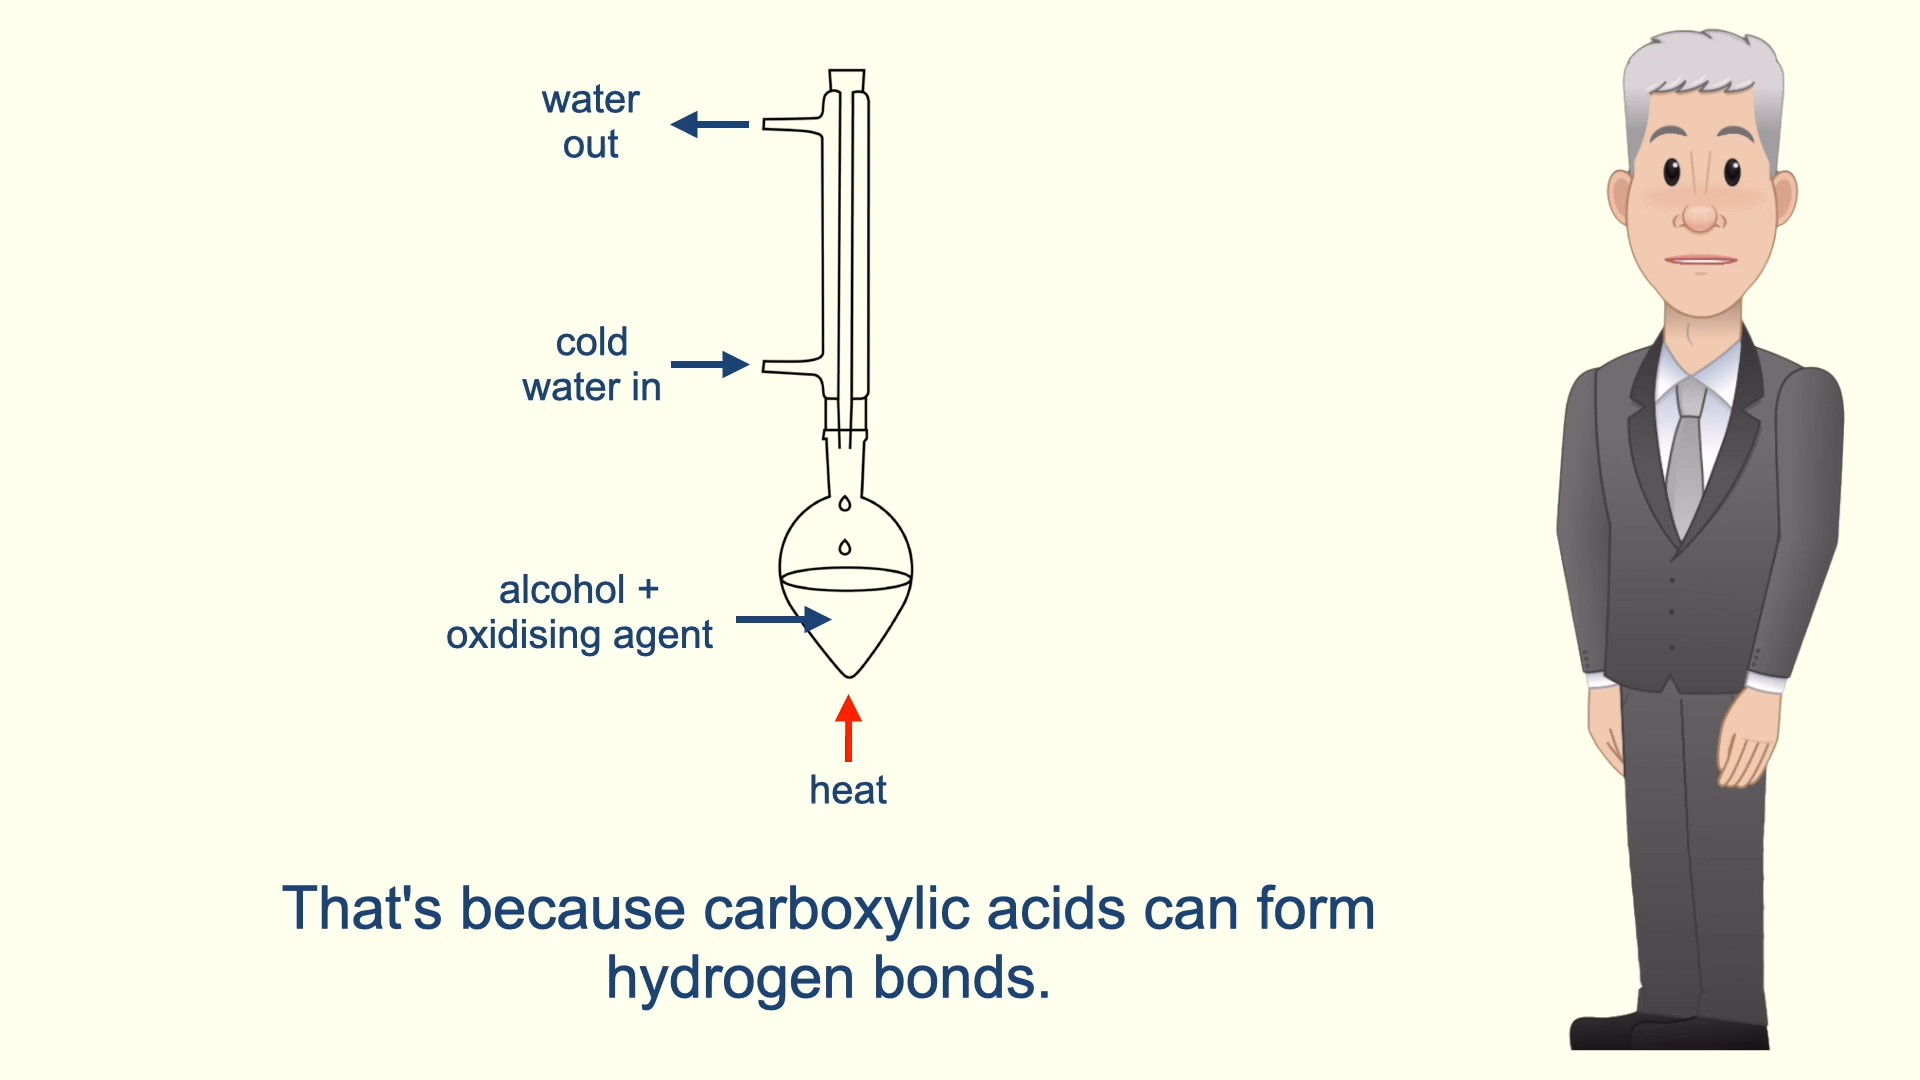 water
out
cold
water in
alcohol +
oxidising agent
heat
That's because carboxylic acids can form
hydrogen bonds.